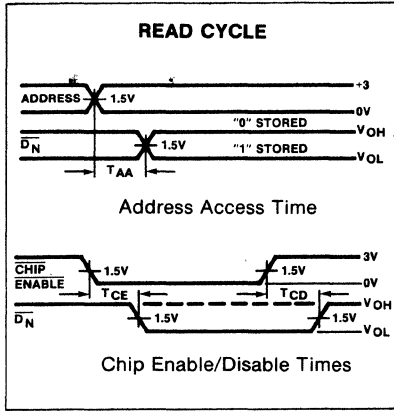 READ CYCLE
+3
ADDRESS
1.5V
0V
"0" STORED
VOH
DN
1.5V
"1" STORED
VOL
TAA
Address Access Time
3V
CHIP
ENABLE
1.5V
1.5V
0V
TCE
TCD
VOH
DN
1.5V
1.5V
VOL
Chip Enable/Disable Times